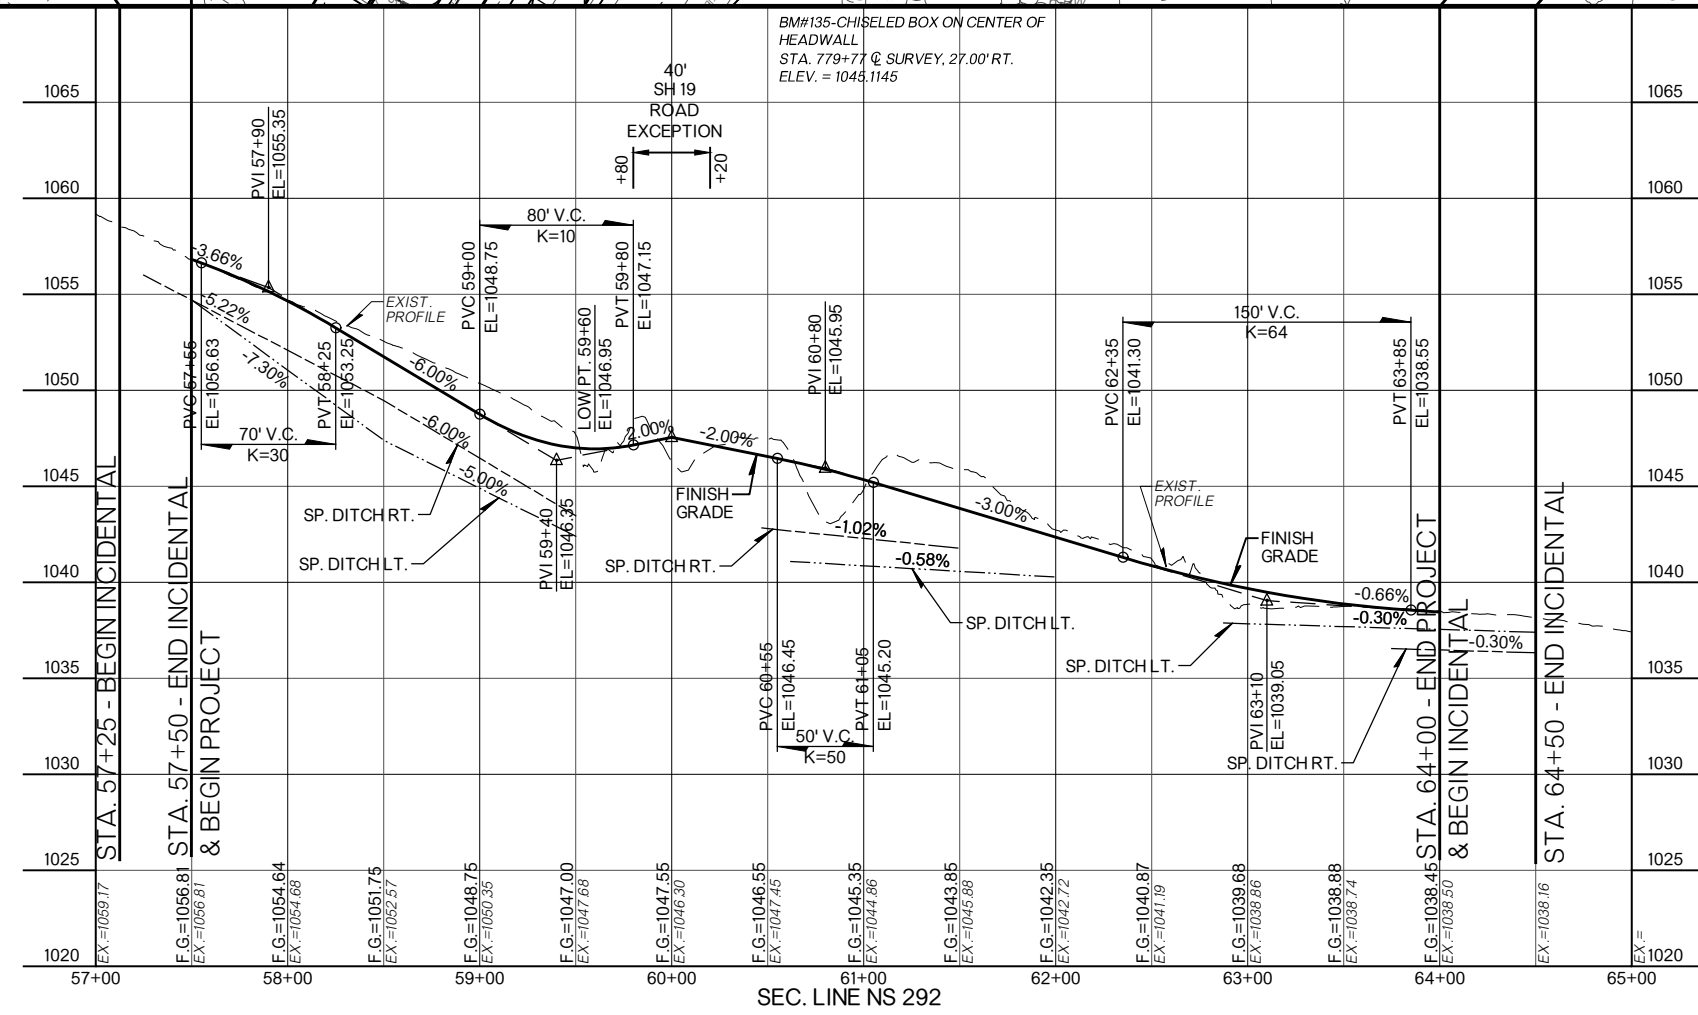 BM#135-CHISELED BOX ON CENTER OF
HEADWALL
STA. 779+77 ℄ SURVEY, 27.00' RT.
ELEV. = 1045.1145
40'
SH 19
ROAD
EXCEPTION
+80
+20
1065
1065
1060
1060
1055
1055
1050
1050
1045
1045
1040
1040
1035
1035
1030
1030
1025
1025
1020
1020
PVI 57+90
EL=1055.35
-3.66%
-5.22%
-7.30%
EXIST.
PROFILE
PVC 57+55
EL=1056.63
PVT 58+25
EL=1053.25
70' V.C.
K=30
-6.00%
-6.00%
-5.00%
SP. DITCH RT.
SP. DITCH LT.
80' V.C.
K=10
PVC 59+00
EL=1048.75
LOW PT. 59+60
EL=1046.95
PVT 59+80
EL=1047.15
PVI 59+40
EL=1046.35
2.00%
-2.00%
FINISH
GRADE
PVI 60+80
EL=1045.95
SP. DITCH RT.
-1.02%
-0.58%
SP. DITCH LT.
PVC 60+55
EL=1046.45
PVT 61+05
EL=1045.20
50' V.C.
K=50
-3.00%
150' V.C.
K=64
PVC 62+35
EL=1041.30
PVT 63+85
EL=1038.55
EXIST.
PROFILE
FINISH
GRADE
-0.66%
-0.30%
-0.30%
SP. DITCH LT.
PVI 63+10
EL=1039.05
SP. DITCH RT.
STA. 57+25 - BEGIN INCIDENTAL
STA. 57+50 - END INCIDENTAL
& BEGIN PROJECT
STA. 64+00 - END PROJECT
& BEGIN INCIDENTAL
STA. 64+50 - END INCIDENTAL
EX.=1059.17
F.G.=1056.81
EX.=1056.81
F.G.=1054.64
EX.=1054.68
F.G.=1051.75
EX.=1052.57
F.G.=1048.75
EX.=1050.35
F.G.=1047.00
EX.=1047.68
F.G.=1047.55
EX.=1046.30
F.G.=1046.55
EX.=1047.45
F.G.=1045.35
EX.=1044.86
F.G.=1043.85
EX.=1045.88
F.G.=1042.35
EX.=1042.72
F.G.=1040.87
EX.=1041.19
F.G.=1039.68
EX.=1038.86
F.G.=1038.88
EX.=1038.74
F.G.=1038.45
EX.=1038.50
EX.=1038.16
EX.=
57+00
58+00
59+00
60+00
61+00
62+00
63+00
64+00
65+00
SEC. LINE NS 292